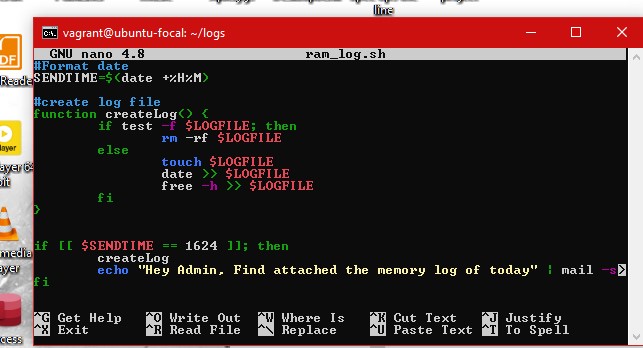 line
vagrant@ubuntu-focal: ~/logs
GNU nano 4.8 ram_log.sh
#Format date
SENDTIME=$(date +%H%M)
#create log file
function createLog() {
if test -f $LOGFILE; then
rm -rf $LOGFILE
else
touch $LOGFILE
date >> $LOGFILE
free -h >> $LOGFILE
fi
}
if [[ $SENDTIME == 1624 ]]; then
createLog
echo "Hey Admin, Find attached the memory log of today" | mail -s>
fi
^G Get Help ^O Write Out ^W Where Is ^K Cut Text ^J Justify
^X Exit ^R Read File ^\ Replace ^U Paste Text ^T To Spell
DF
Reade
ayer 64
bit
media
ayer
cess